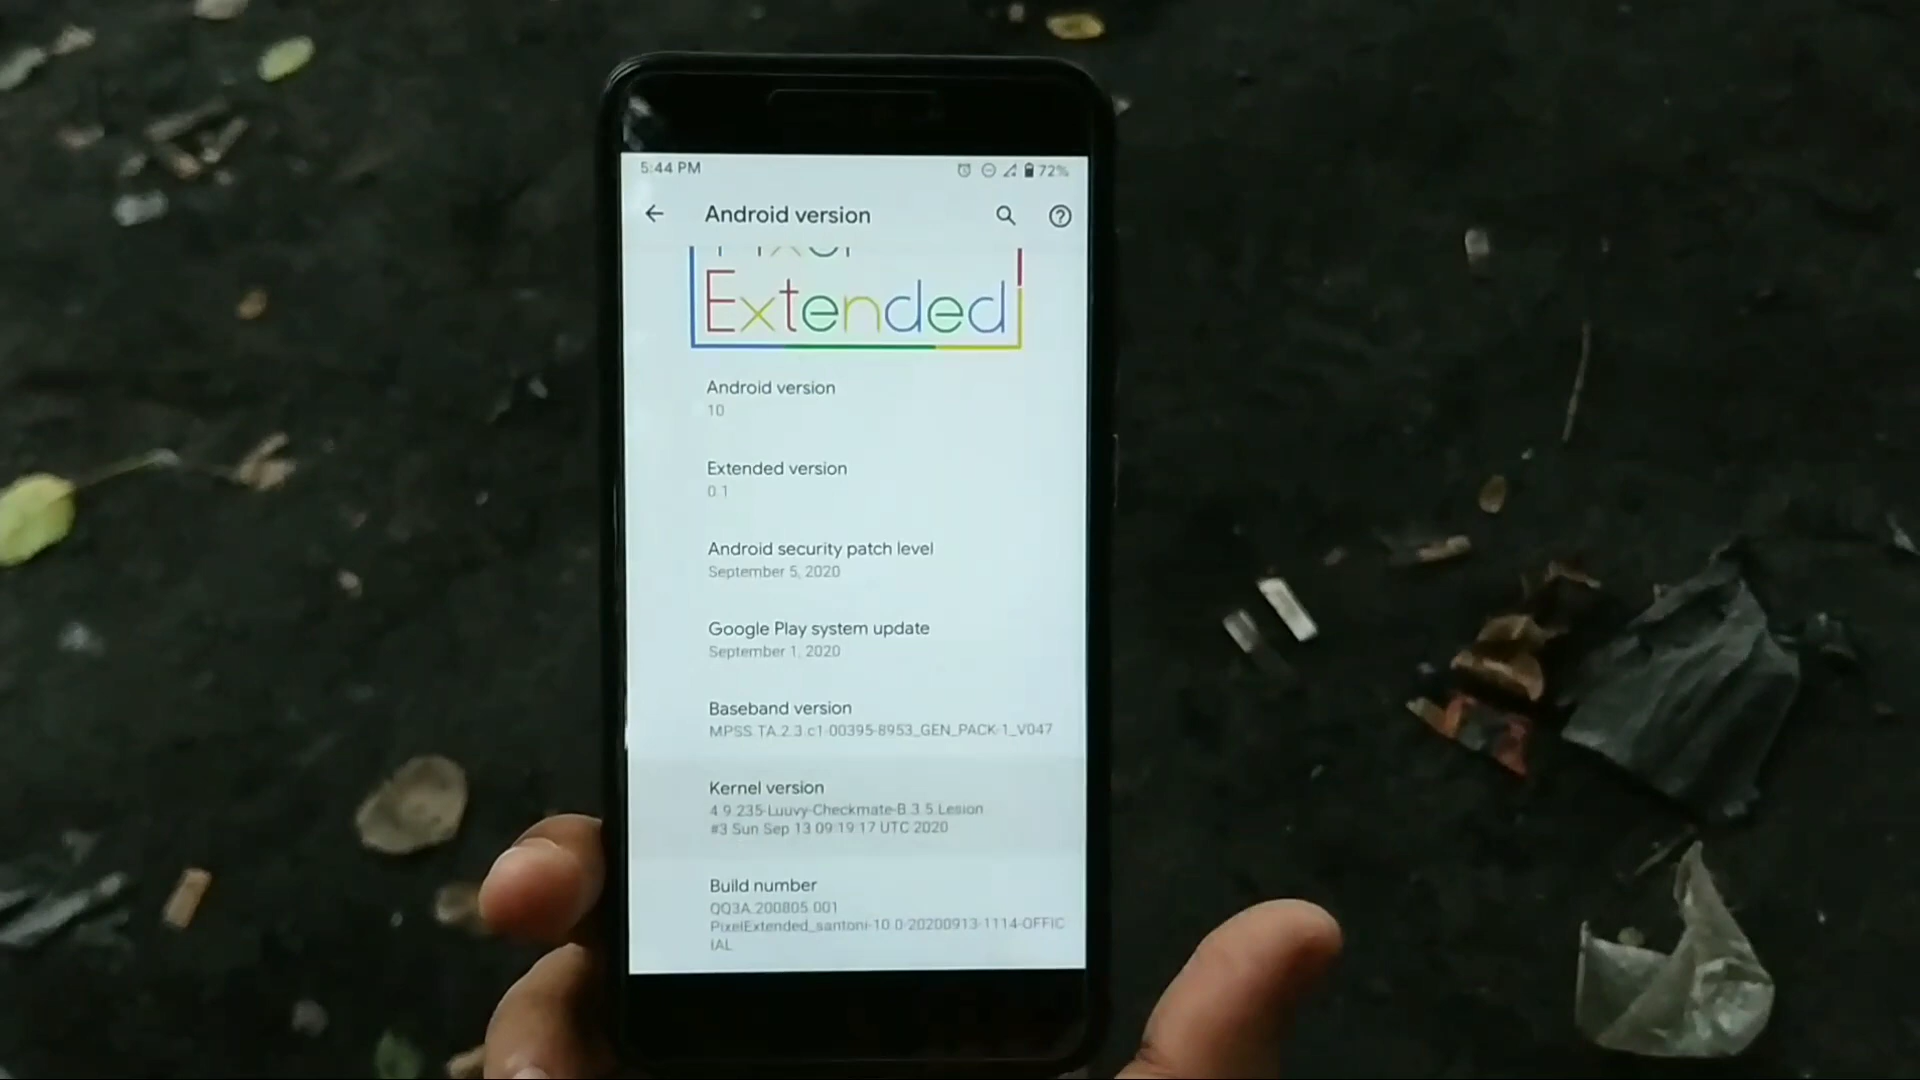 5:44 PM
72%
Android version
Extended
Android version
10
Extended version
0.1
Android security patch level
September 5, 2020
Google Play system update
September 1, 2020
Baseband version
MPSS.TA.2.3.c1-00395-8953_GEN_PACK-1_V047
Kernel version
4.9.235-Luuvy-Checkmate-B.3.5.Lesion
#3 Sun Sep 13 09:19:17 UTC 2020
Build number
QQ3A.200805.001
PixelExtended_santoni-10.0-20200913-1114-OFFIC
IAL